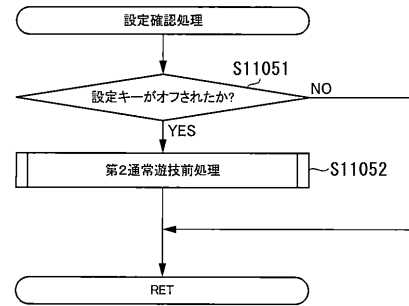 設定確認処理
S11051
設定キーがオフされたか?
NO
YES
第2通常遊技前処理
S11052
RET